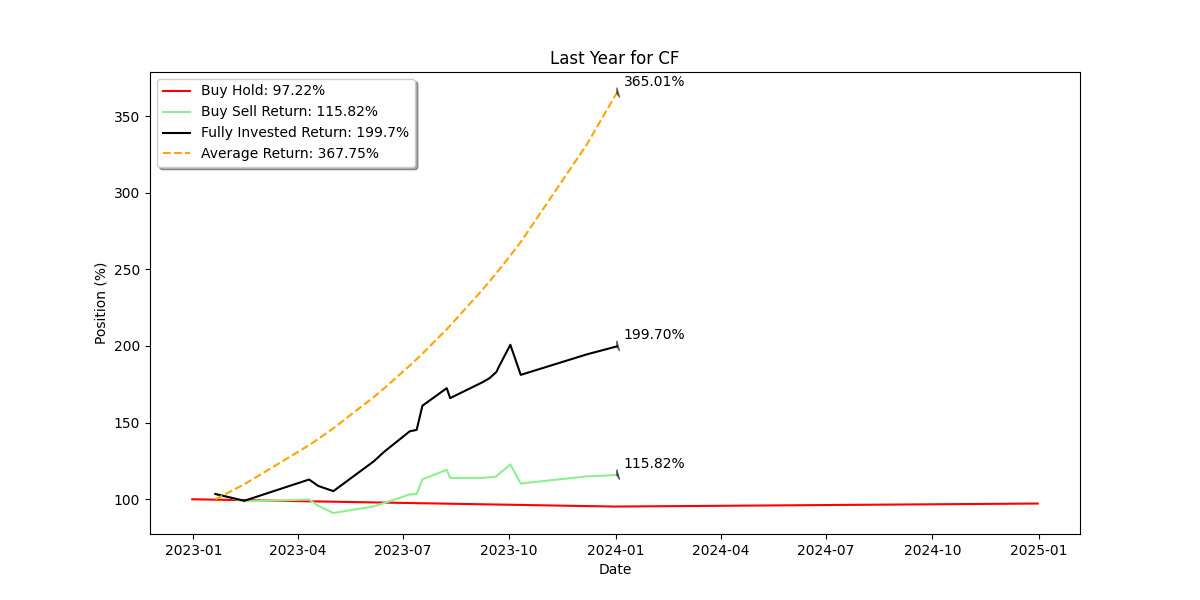 Last Year for CF
Buy Hold: 97.22%
Buy Sell Return: 115.82%
Fully Invested Return: 199.7%
Average Return: 367.75%
365.01%
199.70%
115.82%
Position (%)
350
300
250
200
150
100
2023-01 2023-04 2023-07 2023-10 2024-01 2024-04 2024-07 2024-10 2025-01
Date